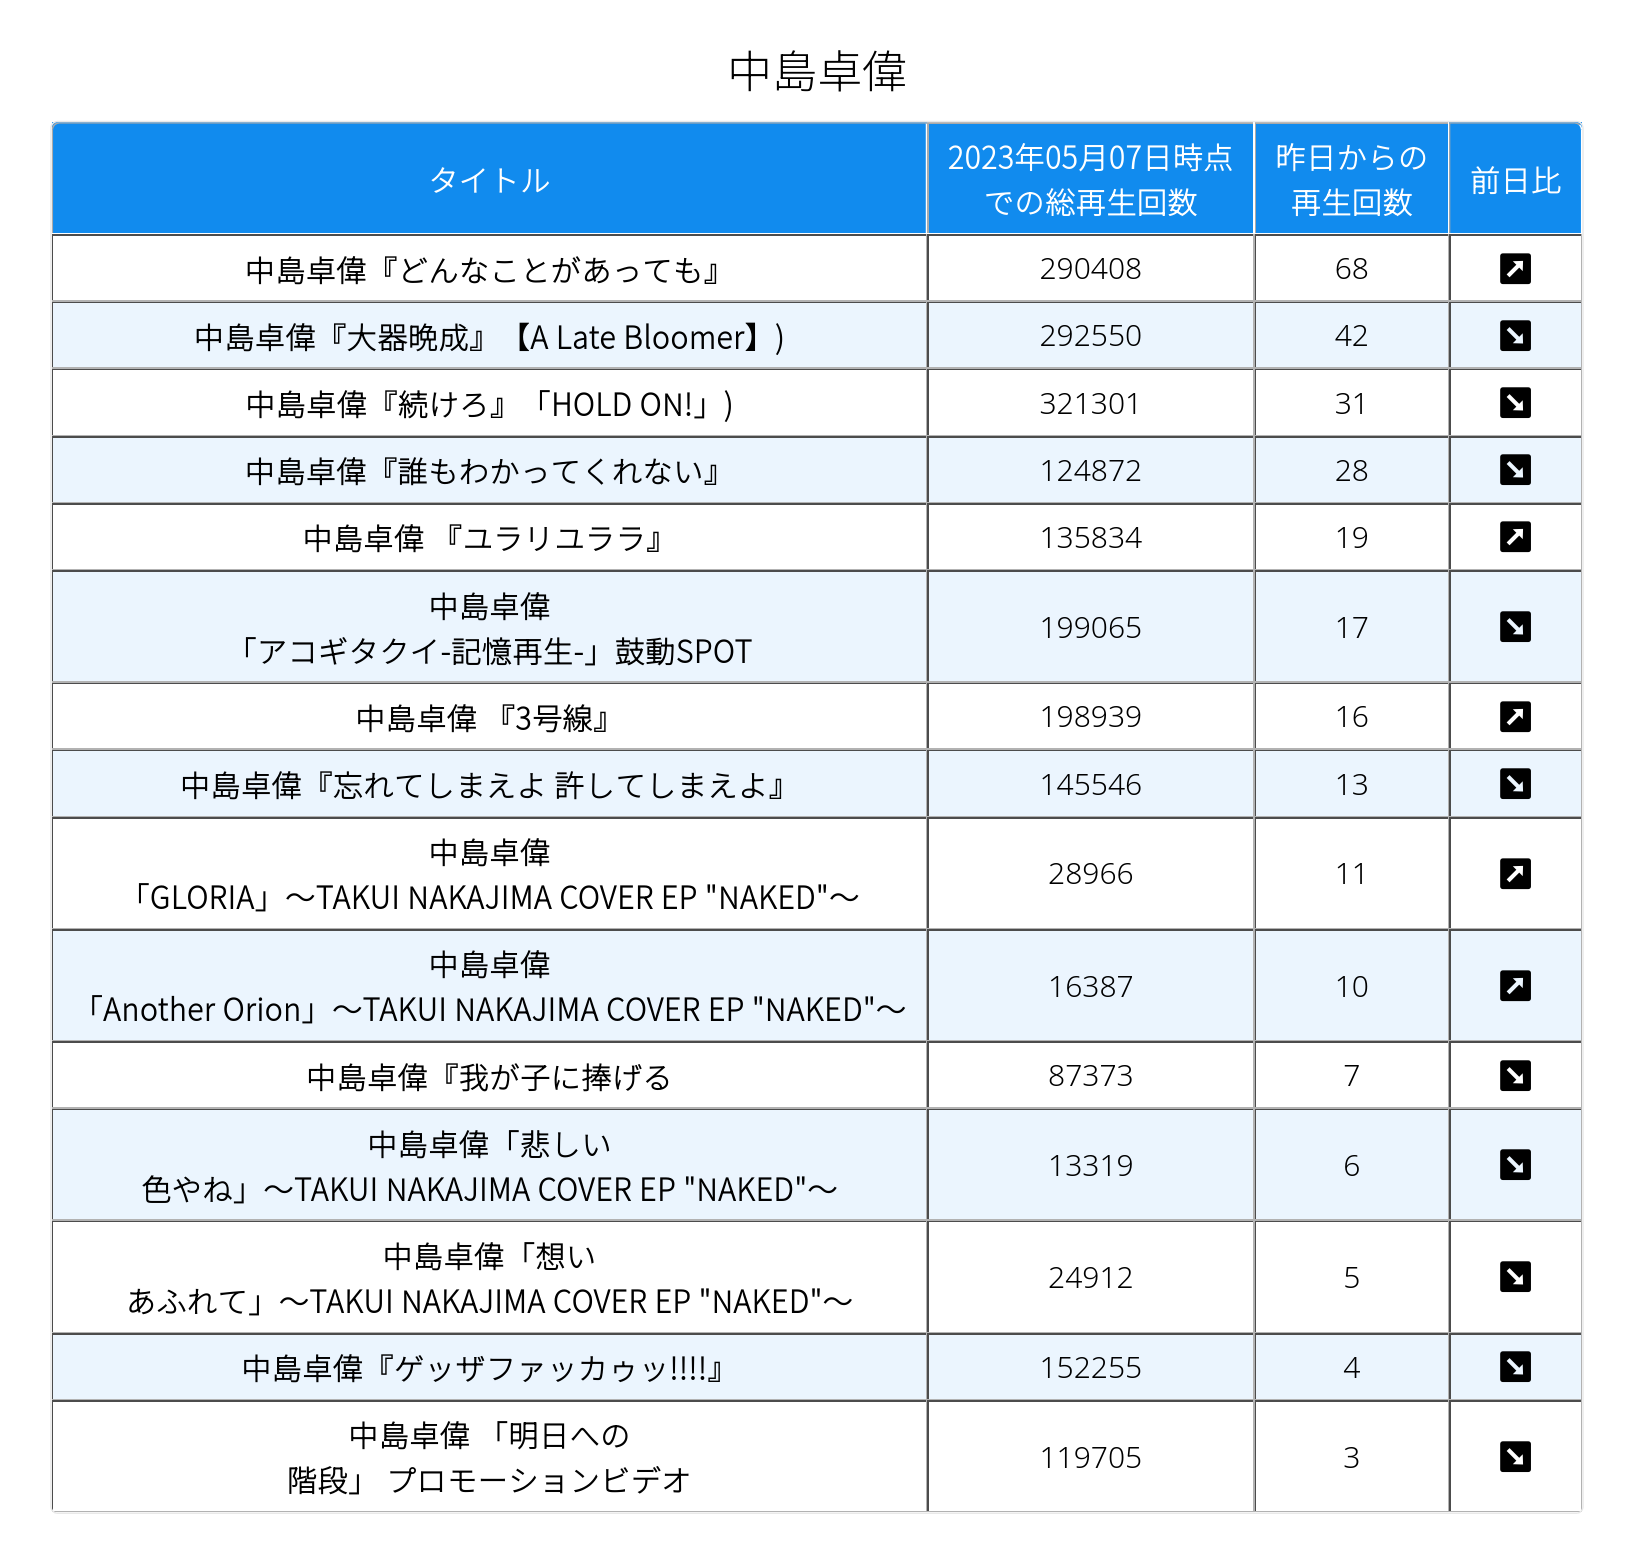 中島卓偉
タイトル
2023年05月07日時点
での総再生回数
昨日からの
再生回数
前日比
中島卓偉『どんなことがあっても』 290408 68
中島卓偉『大器晩成』【A Late Bloomer】) 292550 42
中島卓偉『続けろ』「HOLD ON!」) 321301 31
中島卓偉『誰もわかってくれない』 124872 28
中島卓偉 『ユラリユララ』 135834 19
中島卓偉
「アコギタクイ-記憶再生-」鼓動SPOT 199065 17
中島卓偉 『3号線』 198939 16
中島卓偉『忘れてしまえよ 許してしまえよ』 145546 13
中島卓偉
「GLORIA」～TAKUI NAKAJIMA COVER EP "NAKED"～ 28966 11
中島卓偉
「Another Orion」～TAKUI NAKAJIMA COVER EP "NAKED"～ 16387 10
中島卓偉『我が子に捧げる 87373 7
中島卓偉「悲しい
色やね」～TAKUI NAKAJIMA COVER EP "NAKED"～ 13319 6
中島卓偉「想い
あふれて」～TAKUI NAKAJIMA COVER EP "NAKED"～ 24912 5
中島卓偉『ゲッザファッカゥッ!!!!』 152255 4
中島卓偉 「明日への
階段」 プロモーションビデオ 119705 3